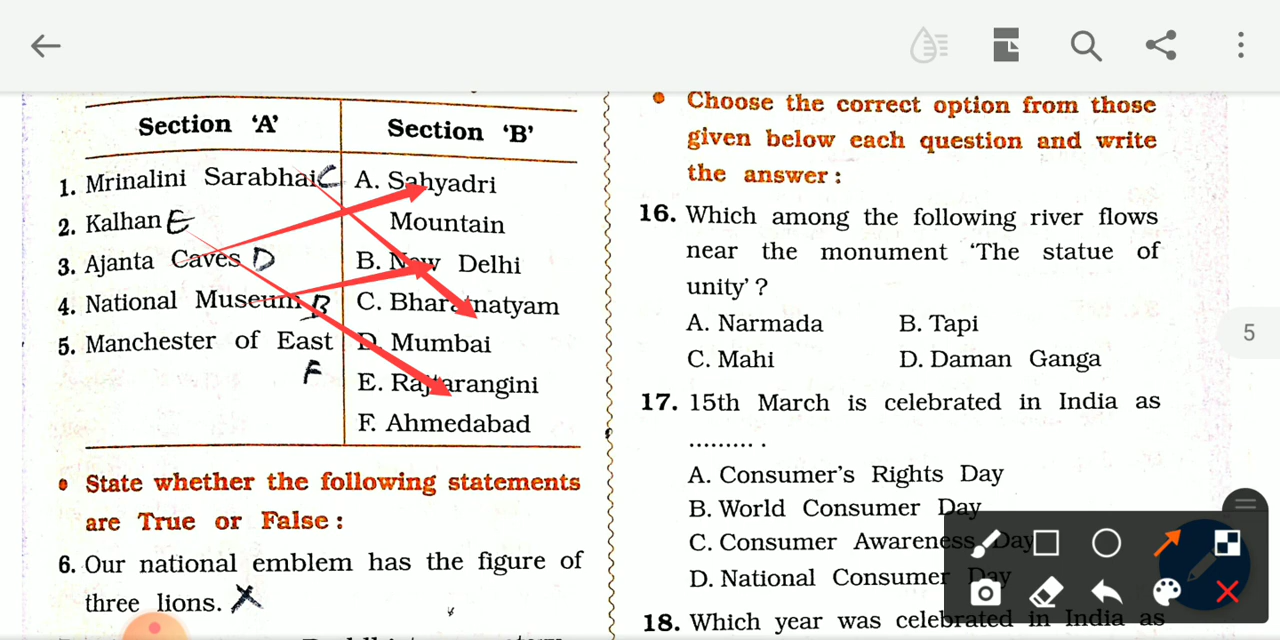 Section 'A'
Section 'B'
1. Mrinalini Sarabhai C
A. Sahyadri
Mountain
2. Kalhan E
3. Ajanta Caves D
B. New Delhi
4. National Museum B
C. Bharatnatyam
5. Manchester of East
F
D. Mumbai
E. Rajtarangini
F. Ahmedabad
• State whether the following statements
are True or False :
6. Our national emblem has the figure of
three lions. X
• Choose the correct option from those
given below each question and write
the answer :
16. Which among the following river flows
near the monument 'The statue of
unity' ?
A. Narmada
B. Tapi
C. Mahi
D. Daman Ganga
17. 15th March is celebrated in India as
......... .
A. Consumer's Rights Day
B. World Consumer Day
C. Consumer Awareness Day
D. National Consumer Day
18. Which year was celebrated in India as
5